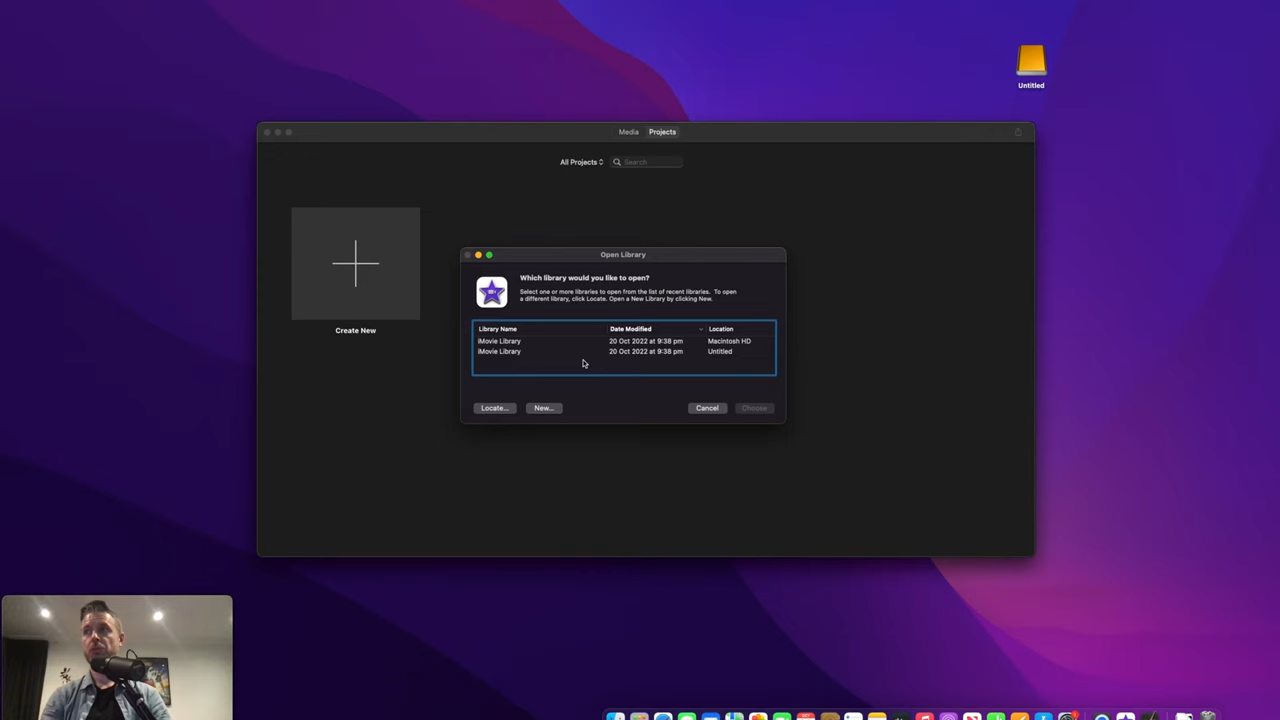 Untitled
Media Projects
All Projects Search
Create New
Open Library
Which library would you like to open?
Select one or more libraries to open from the list of recent libraries. To open
a different library, click Locate. Open a New Library by clicking New.
Library Name Date Modified Location
iMovie Library 20 Oct 2022 at 9:38 pm Macintosh HD
iMovie Library 20 Oct 2022 at 9:38 pm Untitled
Locate... New... Cancel Choose